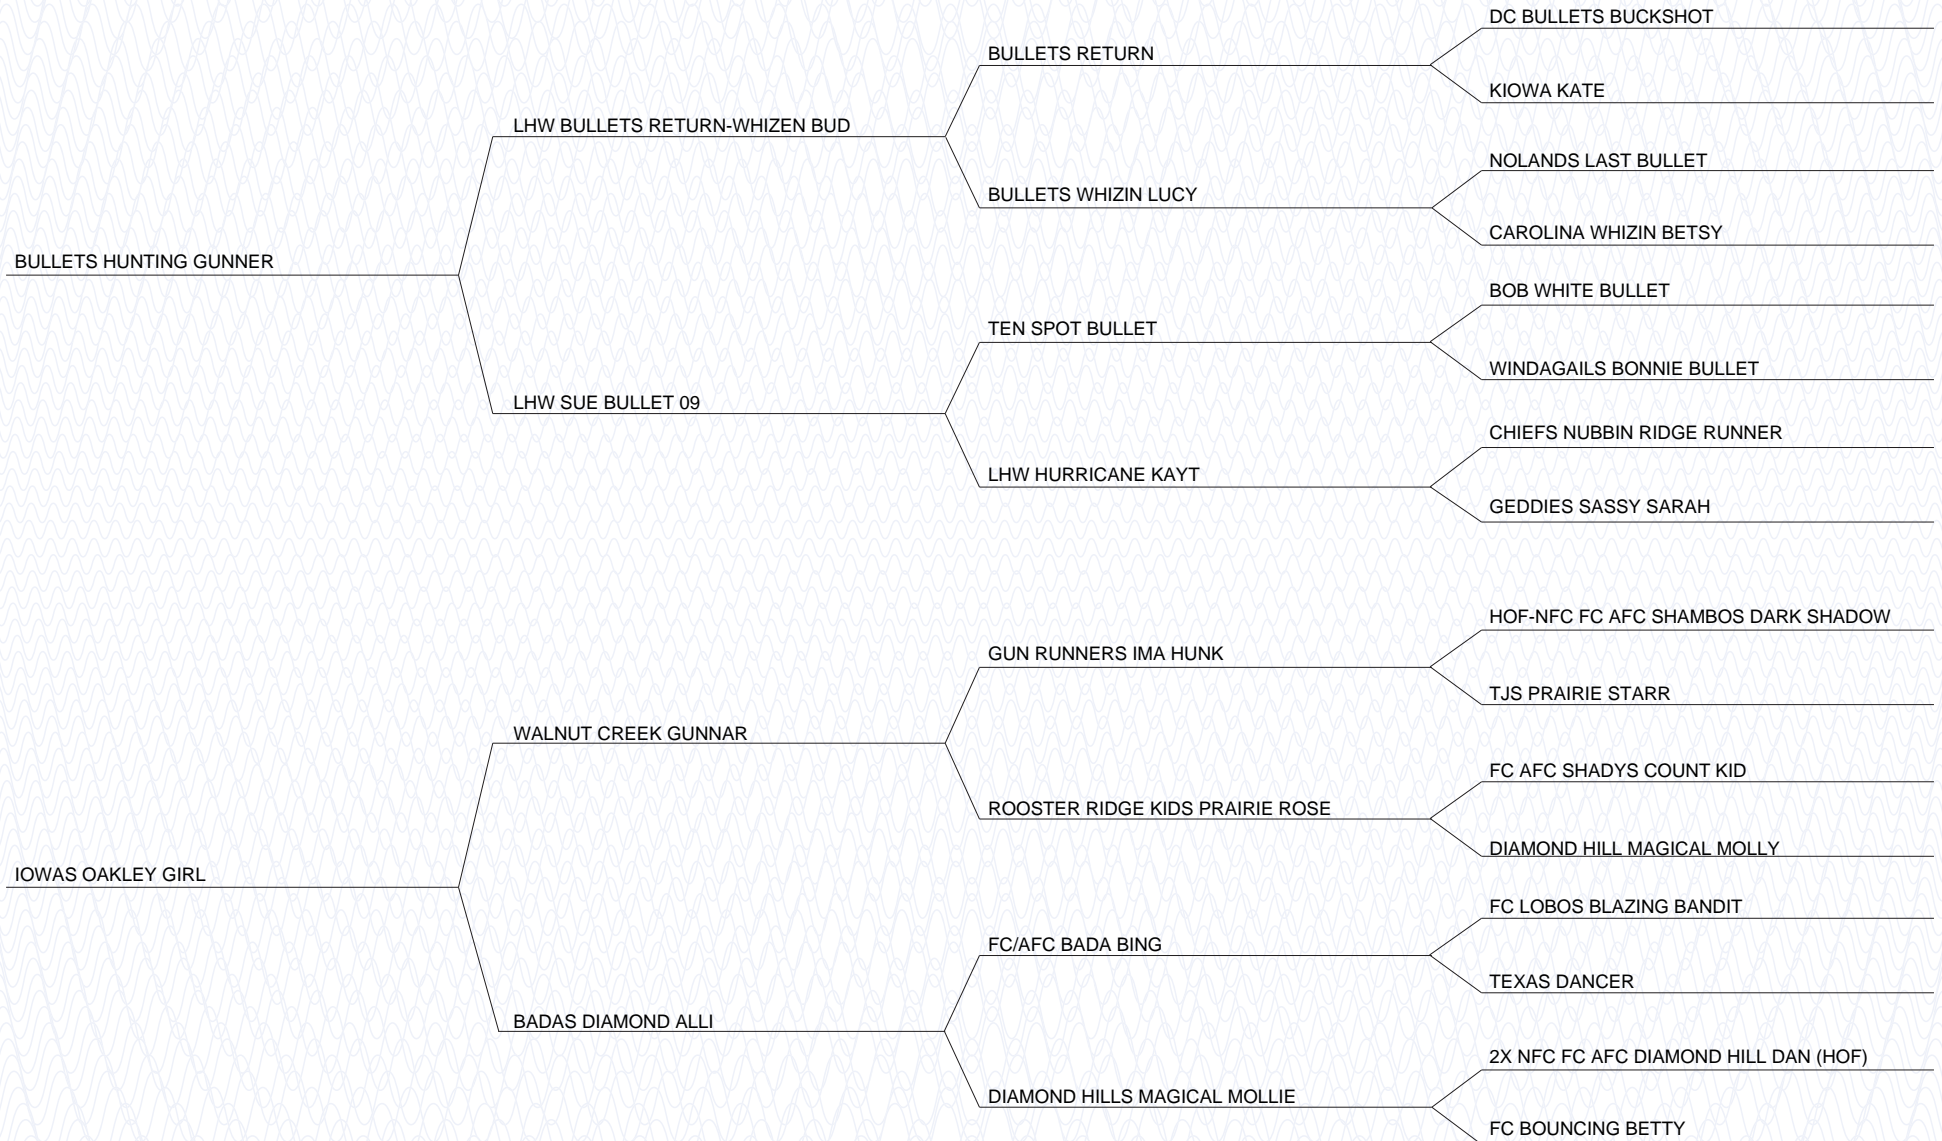 DC BULLETS BUCKSHOT
BULLETS RETURN
KIOWA KATE
LHW BULLETS RETURN-WHIZEN BUD
NOLANDS LAST BULLET
BULLETS WHIZIN LUCY
CAROLINA WHIZIN BETSY
BULLETS HUNTING GUNNER
BOB WHITE BULLET
TEN SPOT BULLET
WINDAGAILS BONNIE BULLET
LHW SUE BULLET 09
CHIEFS NUBBIN RIDGE RUNNER
LHW HURRICANE KAYT
GEDDIES SASSY SARAH
HOF-NFC FC AFC SHAMBOS DARK SHADOW
GUN RUNNERS IMA HUNK
TJS PRAIRIE STARR
WALNUT CREEK GUNNAR
FC AFC SHADYS COUNT KID
ROOSTER RIDGE KIDS PRAIRIE ROSE
DIAMOND HILL MAGICAL MOLLY
IOWAS OAKLEY GIRL
FC LOBOS BLAZING BANDIT
FC/AFC BADA BING
TEXAS DANCER
BADAS DIAMOND ALLI
2X NFC FC AFC DIAMOND HILL DAN (HOF)
DIAMOND HILLS MAGICAL MOLLIE
FC BOUNCING BETTY